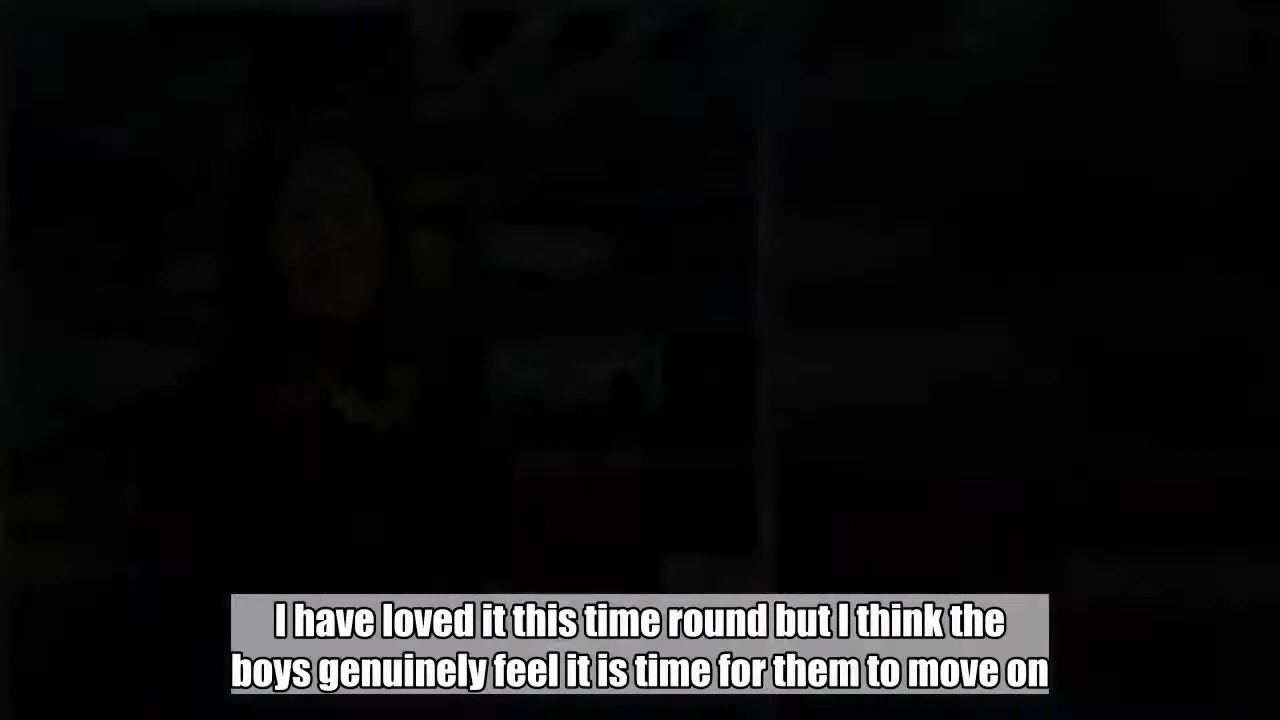 I have loved it this time round but I think the
boys genuinely feel it is time for them to move on